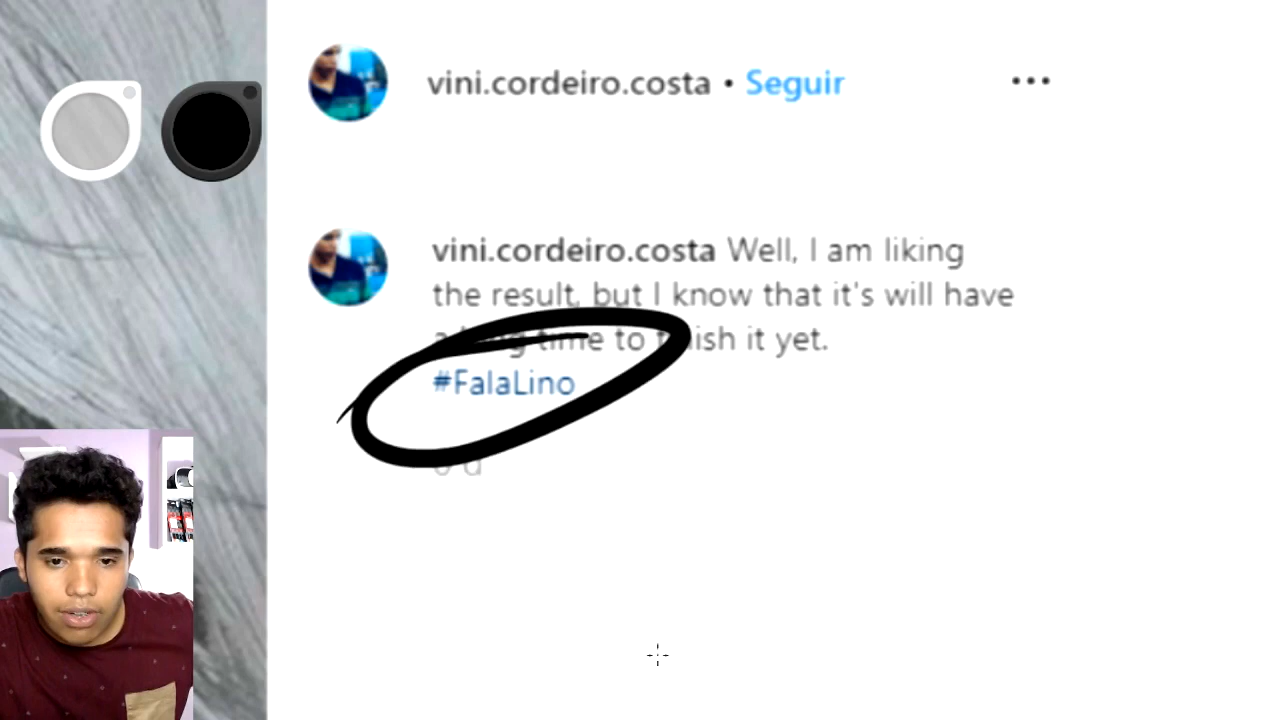 vini.cordeiro.costa • Seguir
vini.cordeiro.costa Well, I am liking
the result, but I know that it's will have
a long time to finish it yet.
#FalaLino